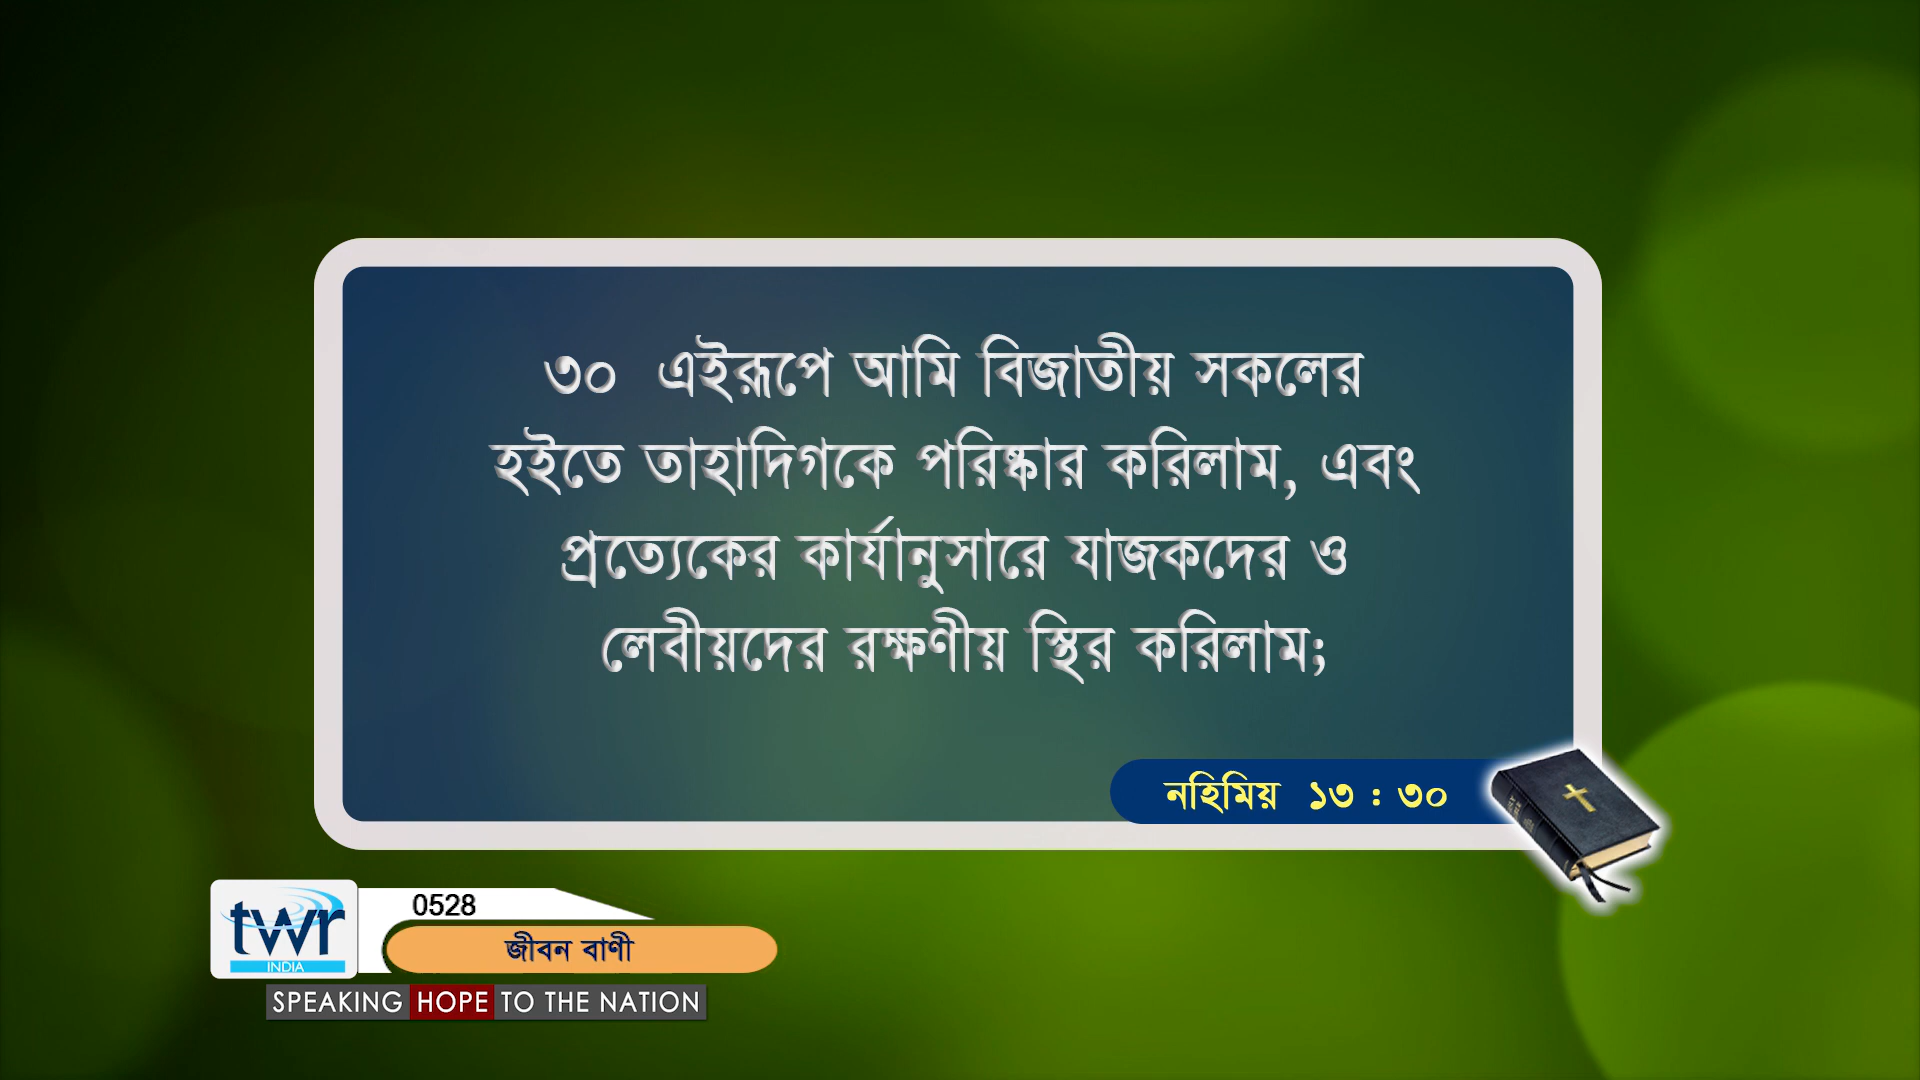 ৩০ এইরূপে আমি বিজাতীয় সকলের
হইতে তাহাদিগকে পরিষ্কার করিলাম, এবং
প্রত্যেকের কার্যানুসারে যাজকদের ও
লেবীয়দের রক্ষণীয় স্থির করিলাম;
নহিমিয় ১৩ : ৩০
twr
INDIA
0528
জীবন বাণী
SPEAKING HOPE TO THE NATION